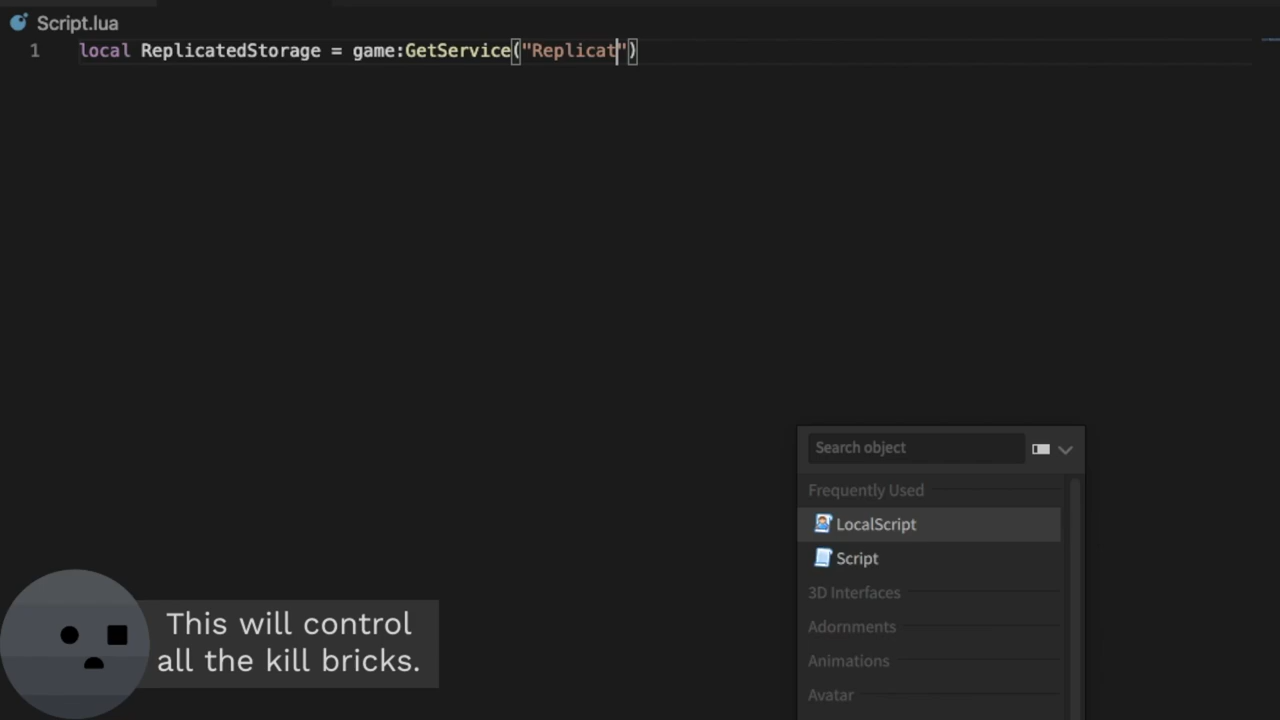 Script.lua
1 local ReplicatedStorage = game:GetService("Replicat")
Search object
Frequently Used
LocalScript
Script
3D Interfaces
Adornments
Animations
Avatar
This will control
all the kill bricks.